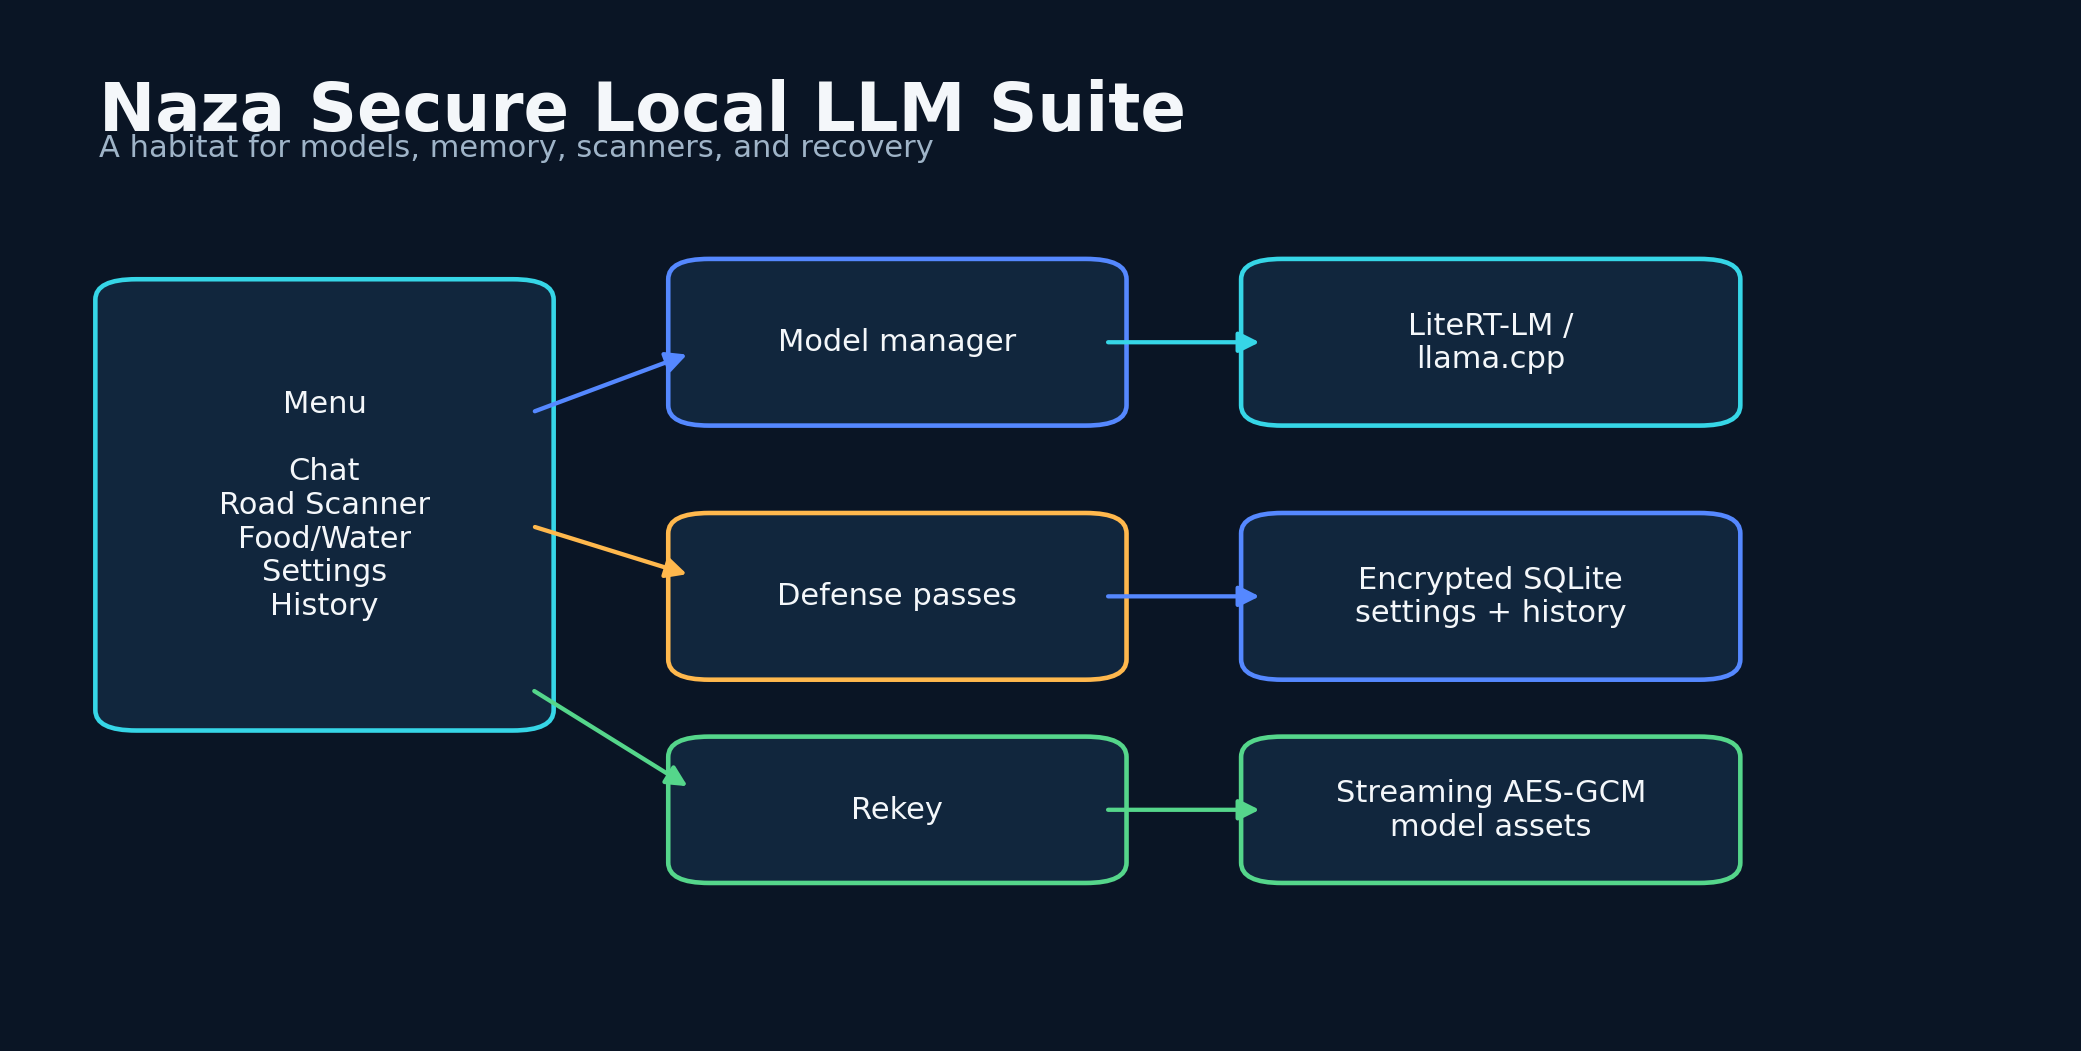 Naza Secure Local LLM Suite
A habitat for models, memory, scanners, and recovery
Menu
Chat
Road Scanner
Food/Water
Settings
History
Model manager
LiteRT-LM /
llama.cpp
Defense passes
Encrypted SQLite
settings + history
Rekey
Streaming AES-GCM
model assets